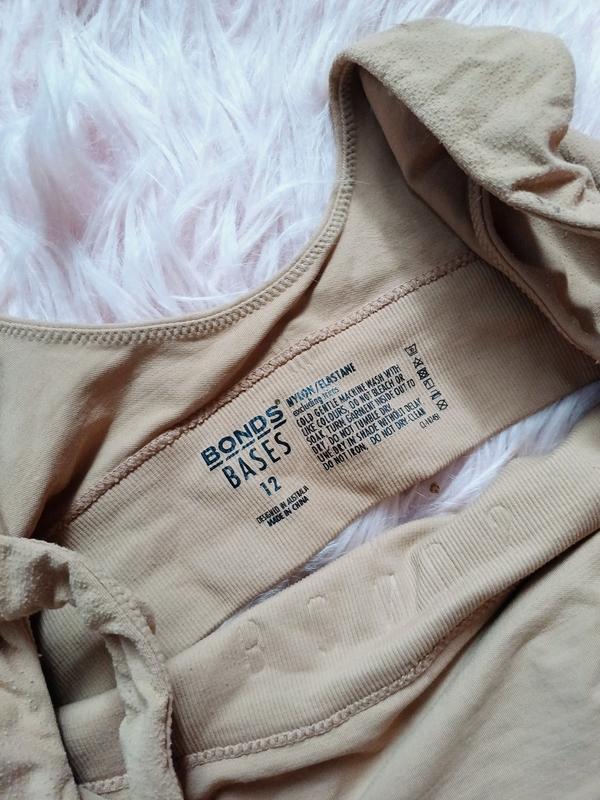 BONDS®
BASES
12
DESIGNED IN AUSTRALIA
MADE IN CHINA
NYLON/ELASTANE
excluding trims
COLD GENTLE MACHINE WASH WITH
LIKE COLOURS, DO NOT BLEACH OR
SOAK, TURN GARMENT INSIDE OUT TO
DRY, DO NOT TUMBLE DRY
LINE DRY IN SHADE WITHOUT DELAY
DO NOT IRON, DO NOT DRY CLEAN
BONDS